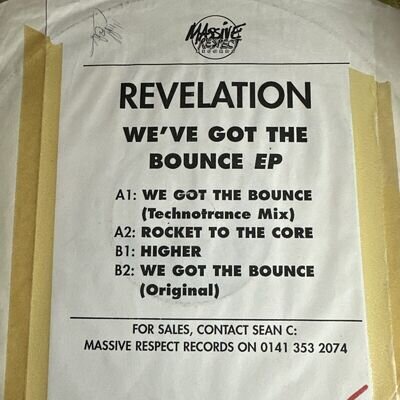 MASSIVE
RESPECT
RECORDS
REVELATION
WE'VE GOT THE
BOUNCE EP
A1: WE GOT THE BOUNCE
(Technotrance Mix)
A2: ROCKET TO THE CORE
B1: HIGHER
B2: WE GOT THE BOUNCE
(Original)
FOR SALES, CONTACT SEAN C:
MASSIVE RESPECT RECORDS ON 0141 353 2074